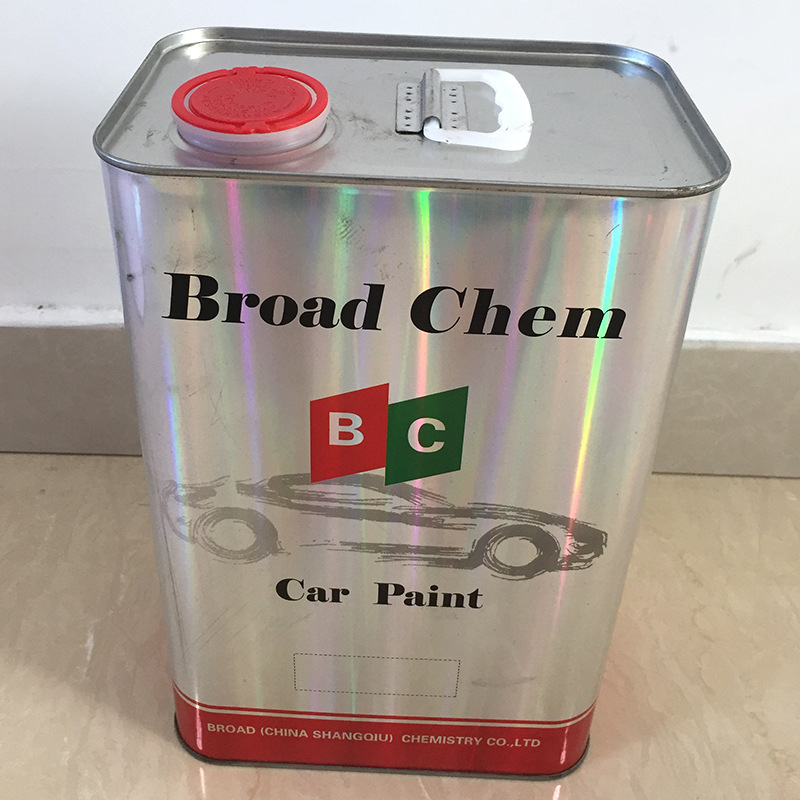 Broad Chem
B C
Car Paint
BROAD (CHINA SHANGQIU) CHEMISTRY CO.,LTD